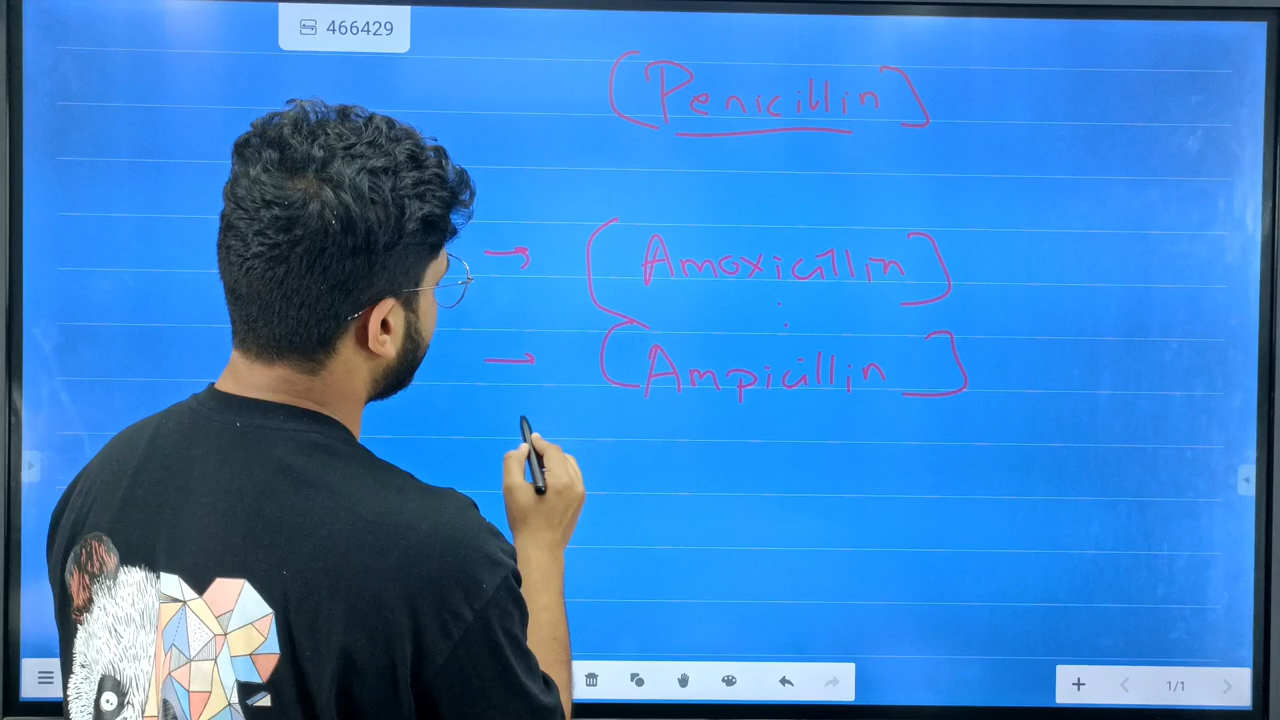 466429
(Penicillin]
→ (Amoxicillin]
→ (Ampicillin]
1/1